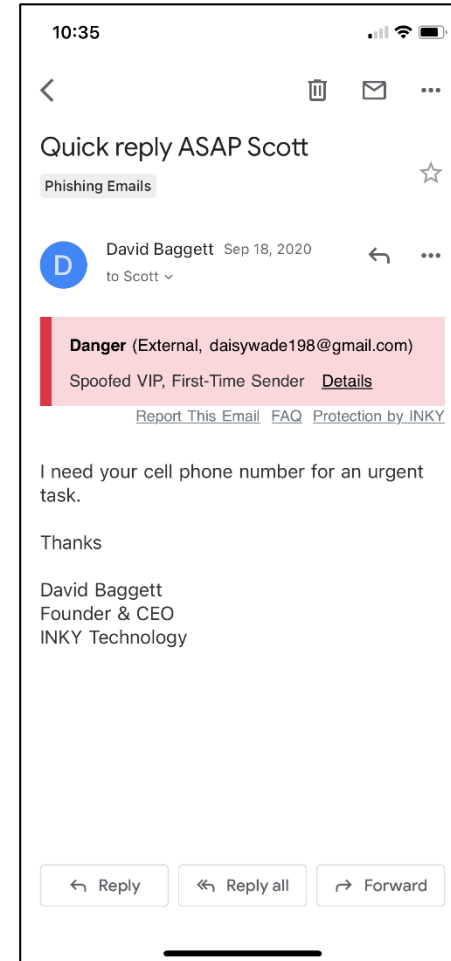 10:35
Quick reply ASAP Scott
Phishing Emails
D
David Baggett Sep 18, 2020
to Scott
Danger (External, daisywade198@gmail.com)
Spoofed VIP, First-Time Sender Details
Report This Email FAQ Protection by INKY
I need your cell phone number for an urgent
task.
Thanks
David Baggett
Founder & CEO
INKY Technology
Reply Reply all Forward